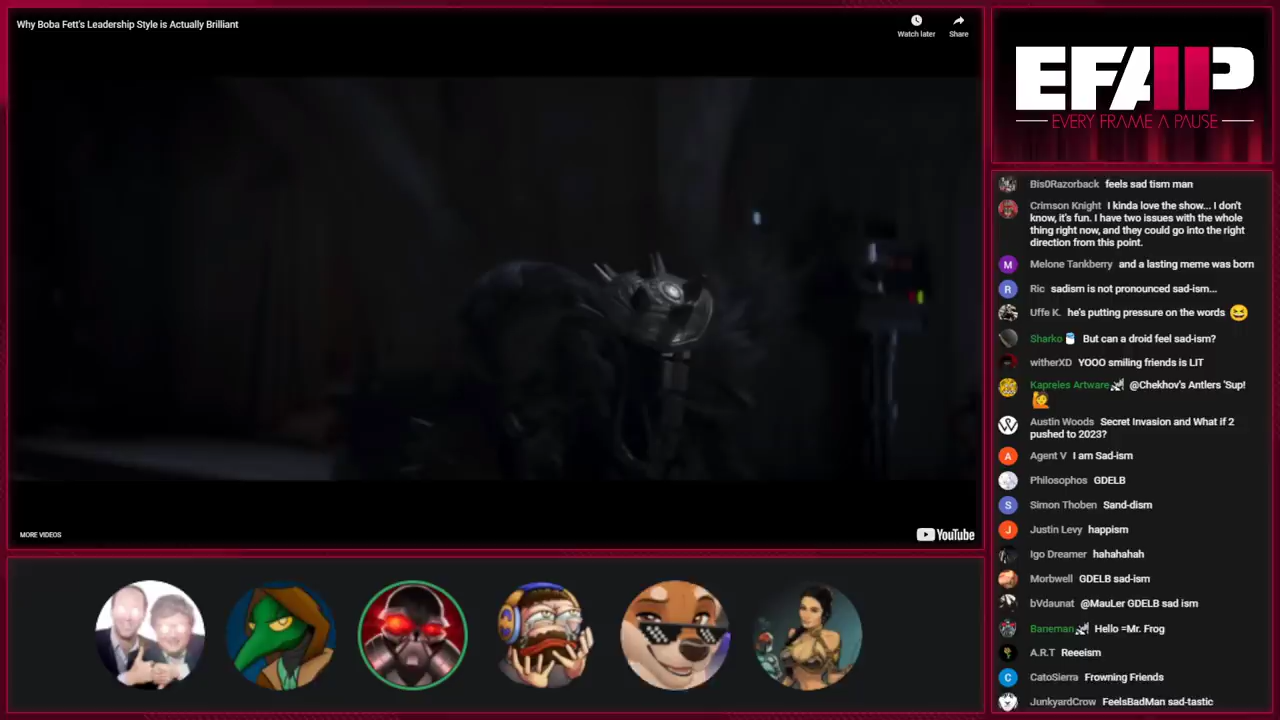 Why Boba Fett's Leadership Style is Actually Brilliant
Watch later
Share
MORE VIDEOS
YouTube
EFAP
EVERY FRAME A PAUSE
Bis0Razorback feels sad tism man
Crimson Knight I kinda love the show... I don't
know, it's fun. I have two issues with the whole
thing right now, and they could go into the right
direction from this point.
M
Melone Tankberry and a lasting meme was born
R
Ric sadism is not pronounced sad-ism...
Uffe K. he's putting pressure on the words 😆
Sharko But can a droid feel sad-ism?
witherXD YOOO smiling friends is LIT
Kapreles Artware @Chekhov's Antlers 'Sup!
🙋
Austin Woods Secret Invasion and What if 2
pushed to 2023?
A
Agent V I am Sad-ism
Philosophos GDELB
S
Simon Thoben Sand-dism
J
Justin Levy happism
Igo Dreamer hahahahah
Morbwell GDELB sad-ism
bVdaunat @MauLer GDELB sad ism
Baneman Hello =Mr. Frog
A.R.T Reeeism
C
CatoSierra Frowning Friends
JunkyardCrow FeelsBadMan sad-tastic